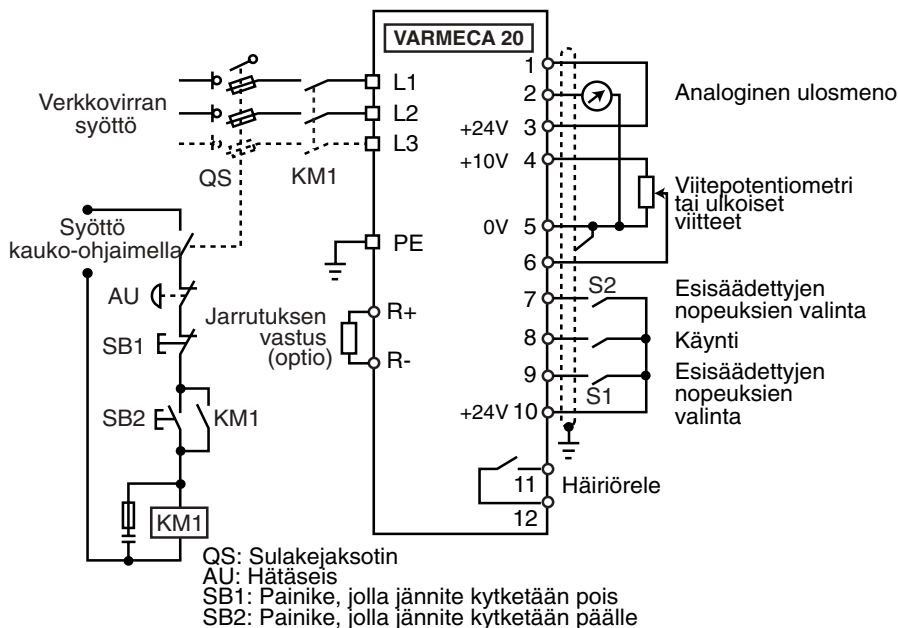 VARMECA 20
Verkkovirran
syöttö
L1
L2
L3
QS
KM1
PE
Syöttö
kauko-ohjaimella
AU
SB1
SB2
KM1
KM1
Jarrutuksen
vastus
(optio)
R+
R-
1
2
+24V 3
+10V 4
0V 5
6
7
8
9
+24V 10
11
12
Analoginen ulosmeno
Viitepotentiometri
tai ulkoiset
viitteet
S2
Esisäädettyjen
nopeuksien valinta
Käynti
S1
Esisäädettyjen
nopeuksien
valinta
Häiriörele
QS: Sulakejaksotin
AU: Hätäseis
SB1: Painike, jolla jännite kytketään pois
SB2: Painike, jolla jännite kytketään päälle